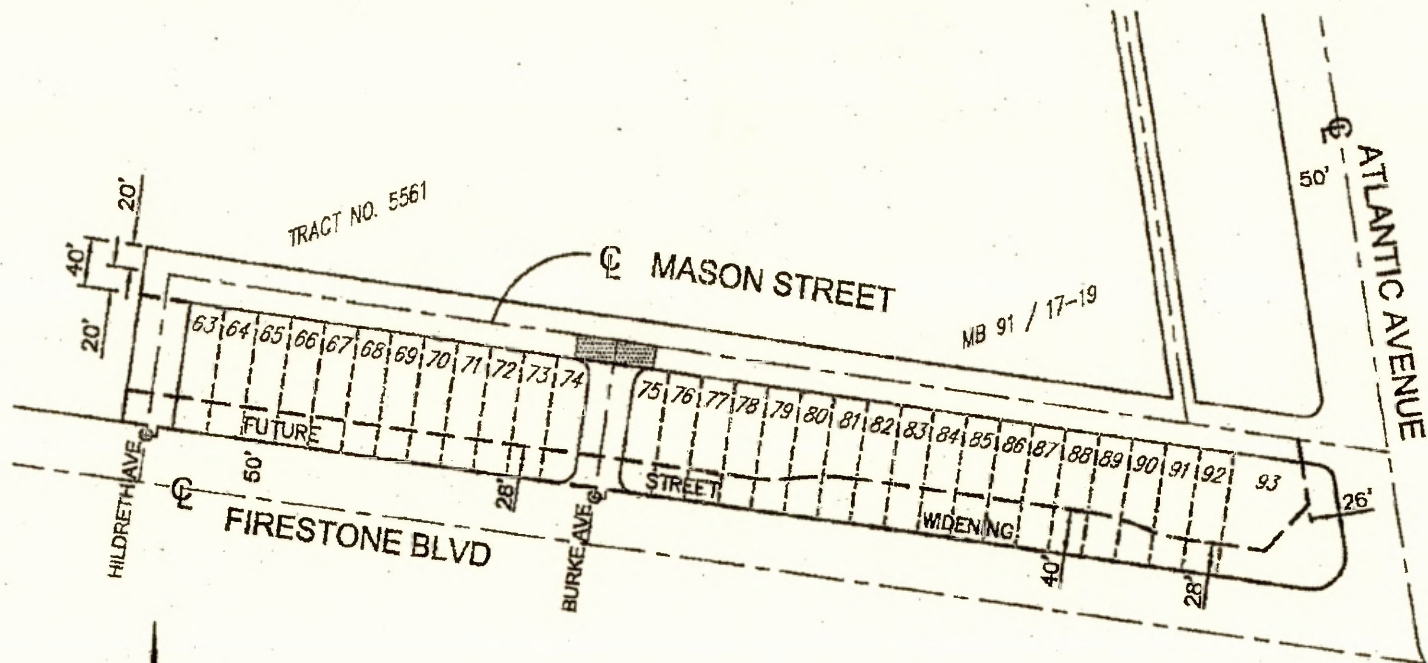 20'
40'
20'
TRACT NO. 5561
℄ MASON STREET
MB 91 / 17-19
℄ ATLANTIC AVENUE
50'
63 64 65 66 67 68 69 70 71 72 73 74
75 76 77 78 79 80 81 82 83 84 85 86 87 88 89 90 91 92 93
FUTURE
STREET
WIDENING
26'
50'
28'
40'
28'
HILDRETH AVE ℄
℄ FIRESTONE BLVD
BURKE AVE ℄